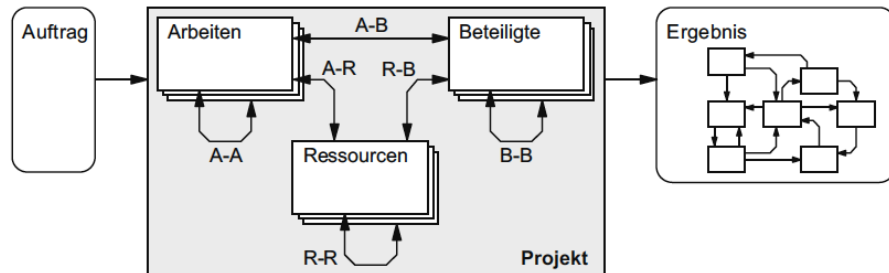 Auftrag
Arbeiten
A-B
Beteiligte
Ergebnis
A-R
R-B
A-A
Ressourcen
B-B
R-R
Projekt